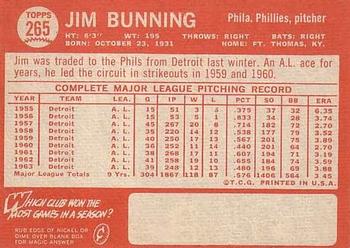 TOPPS
265
JIM BUNNING
Phila. Phillies, pitcher
HT: 6'3" WT: 195 THROWS: RIGHT BATS: RIGHT
BORN: OCTOBER 23, 1931 HOME: FT. THOMAS, KY.
Jim was traded to the Phils from Detroit last winter. An A.L. ace for
years, he led the circuit in strikeouts in 1959 and 1960.
COMPLETE MAJOR LEAGUE PITCHING RECORD
YEAR TEAM LEA. G IP W L PCT SO BB ERA
1955 Detroit A. L. 15 51 3 5 .375 37 32 6.35
1956 Detroit A. L. 15 53 5 1 .833 34 28 3.74
1957 Detroit A. L. 45 267 20 8 .714 182 72 2.70
1958 Detroit A. L. 35 220 14 12 .538 177 79 3.52
1959 Detroit A. L. 40 250 17 13 .567 201 75 3.89
1960 Detroit A. L. 36 252 11 14 .440 201 64 2.79
1961 Detroit A. L. 38 268 17 11 .607 194 71 3.19
1962 Detroit A. L. 41 258 19 10 .655 184 74 3.59
1963 Detroit A. L. 39 248 12 13 .480 196 69 3.88
Major League Totals 9 Yrs. 304 1867 118 87 .576 1406 564 3.45
©T.C.G. PRINTED IN U.S.A.
WHICH CLUB WON THE
MOST GAMES IN A SEASON?
RUB EDGE OF NICKEL OR
DIME OVER BLANK BOX
FOR MAGIC ANSWER